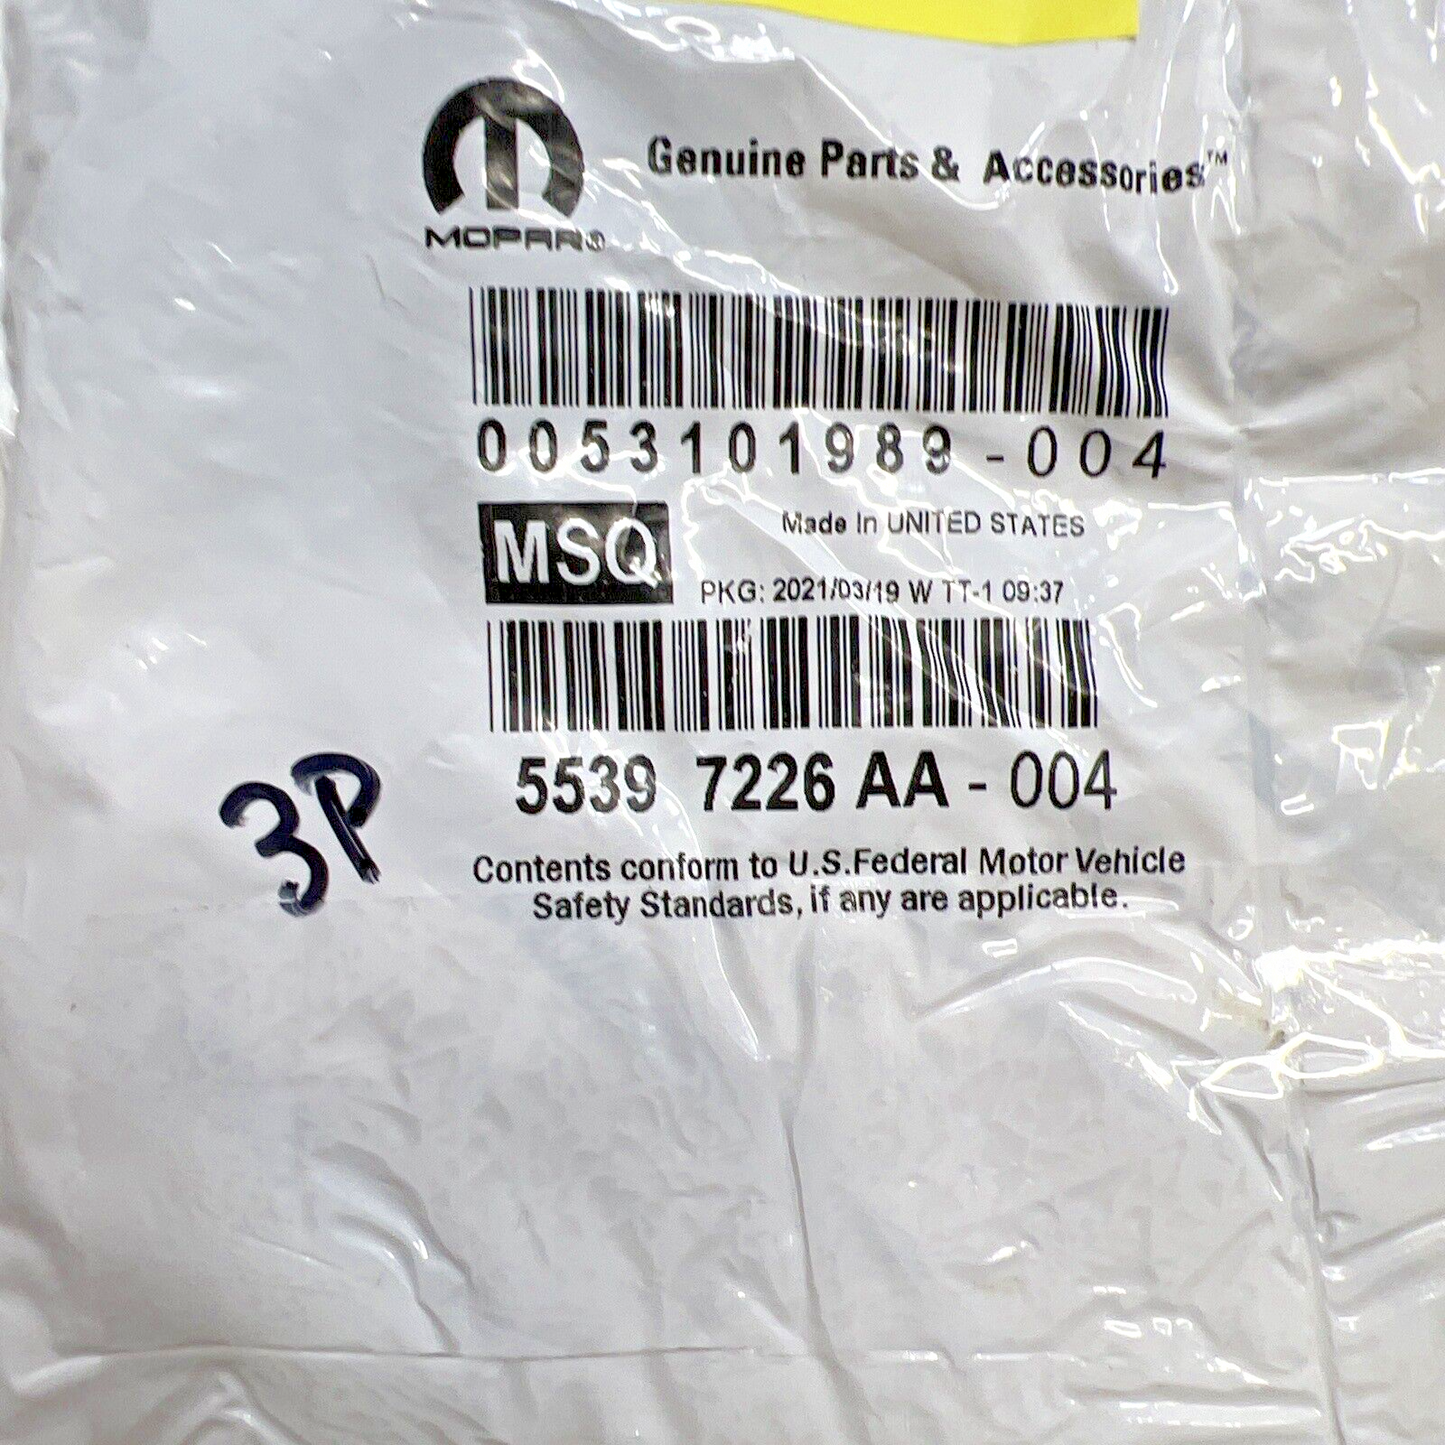 Genuine Parts & Accessories™
MOPAR®
0053101989-004
MSQ
Made In UNITED STATES
PKG: 2021/03/19 W TT-1 09:37
5539 7226 AA - 004
3P
Contents conform to U.S.Federal Motor Vehicle
Safety Standards, if any are applicable.